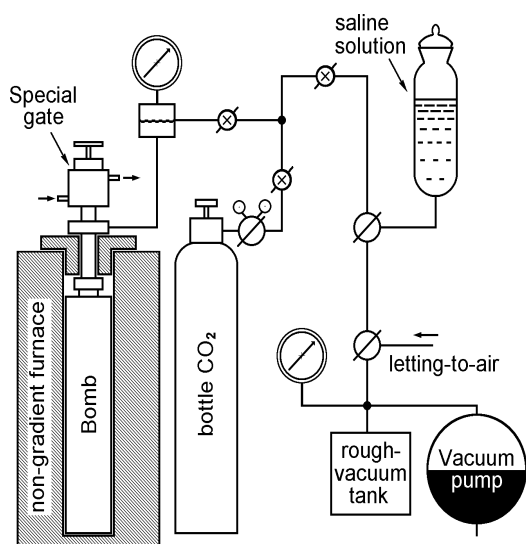 saline
solution
Special
gate
non-gradient furnace
Bomb
bottle CO₂
letting-to-air
rough-
vacuum
tank
Vacuum
pump